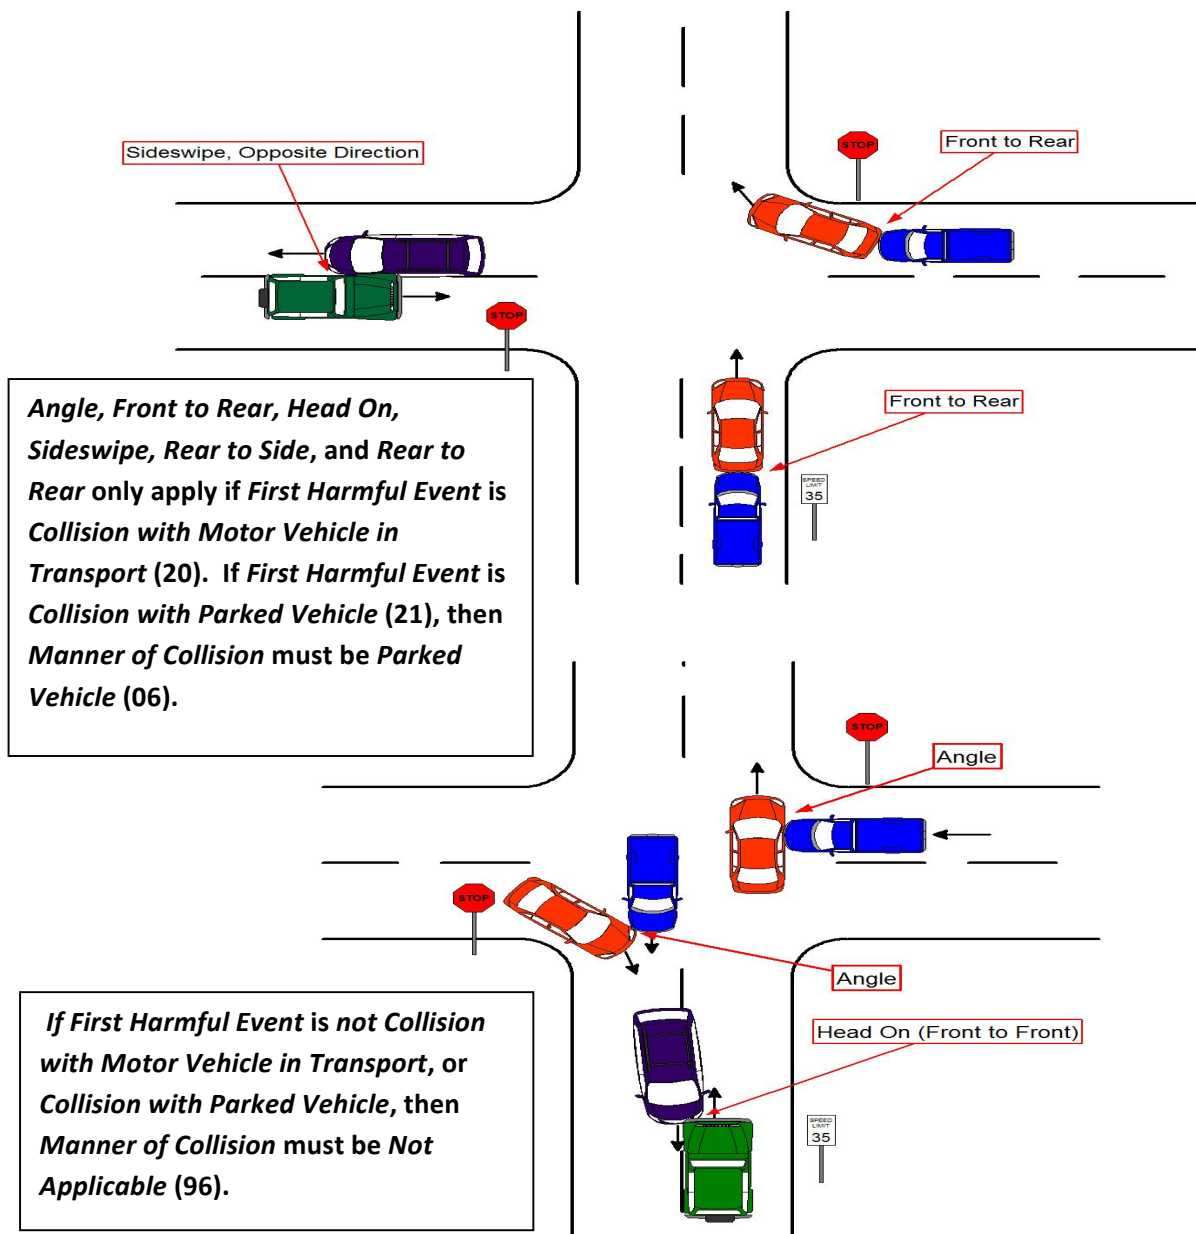 Sideswipe, Opposite Direction
STOP
Front to Rear
STOP
Front to Rear
SPEED
LIMIT
35
Angle, Front to Rear, Head On,
Sideswipe, Rear to Side, and Rear to
Rear only apply if First Harmful Event is
Collision with Motor Vehicle in
Transport (20).  If First Harmful Event is
Collision with Parked Vehicle (21), then
Manner of Collision must be Parked
Vehicle (06).
STOP
Angle
STOP
Angle
If First Harmful Event is not Collision
with Motor Vehicle in Transport, or
Collision with Parked Vehicle, then
Manner of Collision must be Not
Applicable (96).
Head On (Front to Front)
SPEED
LIMIT
35